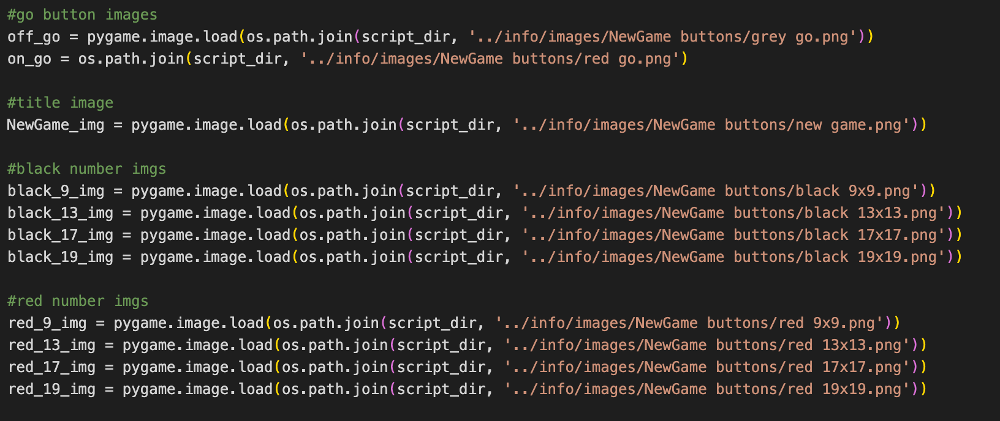 #go button images
off_go = pygame.image.load(os.path.join(script_dir, '../info/images/NewGame buttons/grey go.png'))
on_go = os.path.join(script_dir, '../info/images/NewGame buttons/red go.png')
#title image
NewGame_img = pygame.image.load(os.path.join(script_dir, '../info/images/NewGame buttons/new game.png'))
#black number imgs
black_9_img = pygame.image.load(os.path.join(script_dir, '../info/images/NewGame buttons/black 9x9.png'))
black_13_img = pygame.image.load(os.path.join(script_dir, '../info/images/NewGame buttons/black 13x13.png'))
black_17_img = pygame.image.load(os.path.join(script_dir, '../info/images/NewGame buttons/black 17x17.png'))
black_19_img = pygame.image.load(os.path.join(script_dir, '../info/images/NewGame buttons/black 19x19.png'))
#red number imgs
red_9_img = pygame.image.load(os.path.join(script_dir, '../info/images/NewGame buttons/red 9x9.png'))
red_13_img = pygame.image.load(os.path.join(script_dir, '../info/images/NewGame buttons/red 13x13.png'))
red_17_img = pygame.image.load(os.path.join(script_dir, '../info/images/NewGame buttons/red 17x17.png'))
red_19_img = pygame.image.load(os.path.join(script_dir, '../info/images/NewGame buttons/red 19x19.png'))